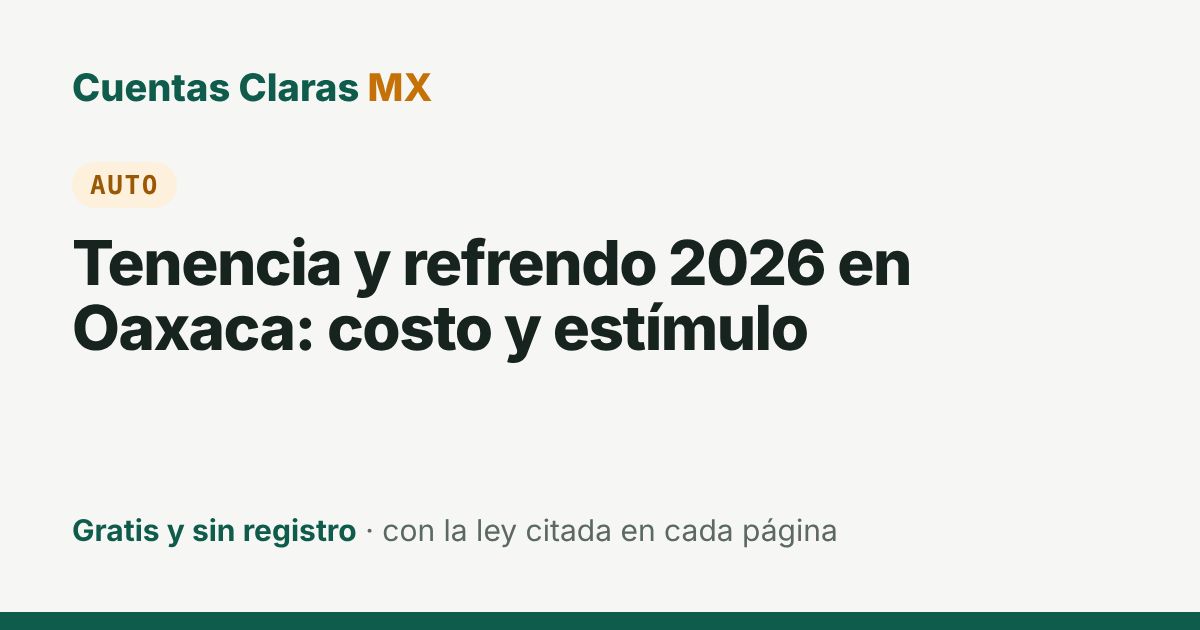 Cuentas Claras MX
AUTO
Tenencia y refrendo 2026 en
Oaxaca: costo y estímulo
Gratis y sin registro · con la ley citada en cada página